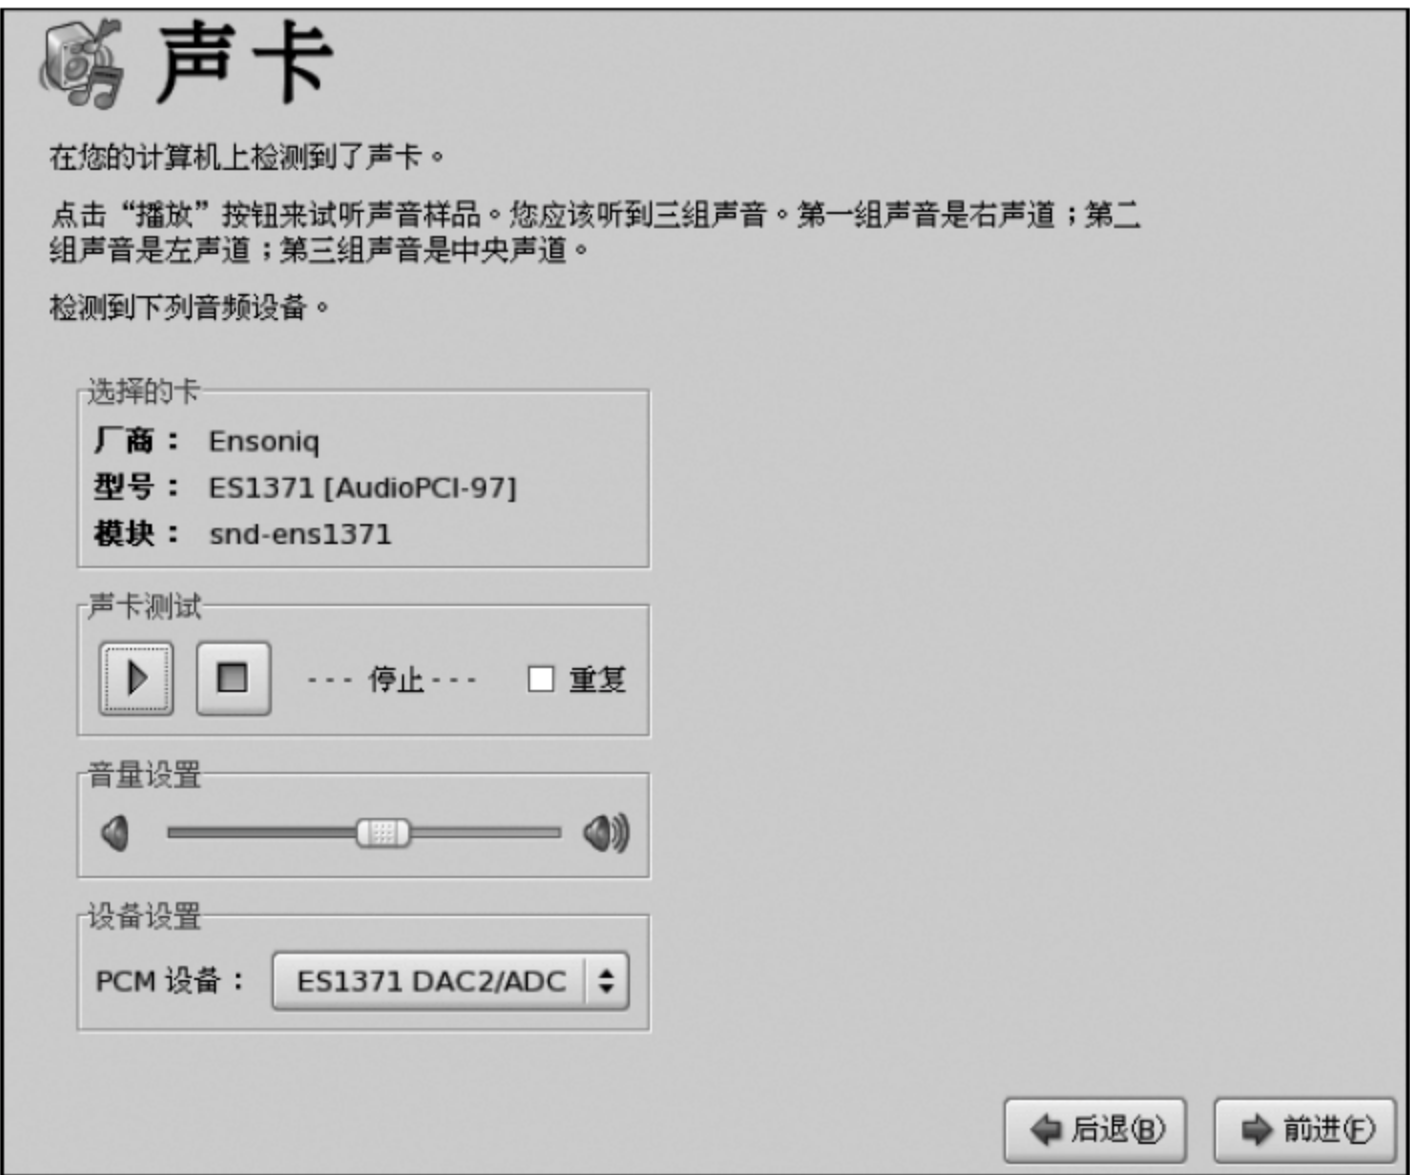 声卡
在您的计算机上检测到了声卡。
点击“播放”按钮来试听声音样品。您应该听到三组声音。第一组声音是右声道；第二
组声音是左声道；第三组声音是中央声道。
检测到下列音频设备。
选择的卡
厂商： Ensoniq
型号： ES1371 [AudioPCI-97]
模块： snd-ens1371
声卡测试
--- 停止--- 重复
音量设置
设备设置
PCM 设备： ES1371 DAC2/ADC
后退(B) 前进(F)